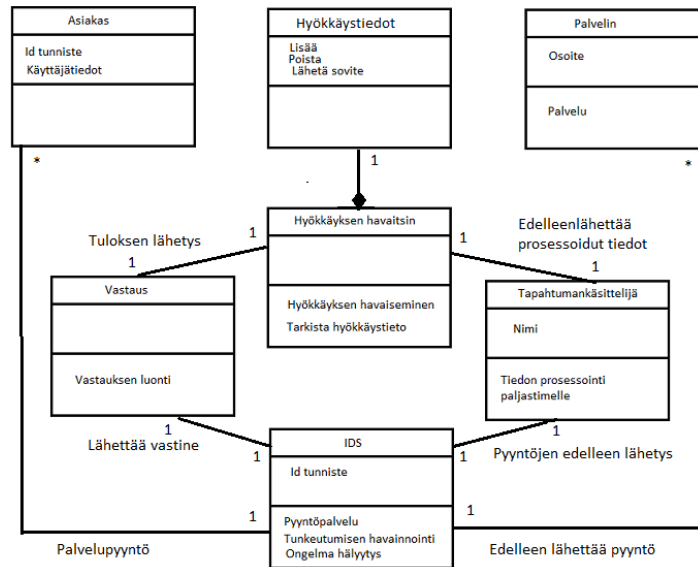 Asiakas
Id tunniste
Käyttäjätiedot
Hyökkäystiedot
Lisää
Poista
Lähetä sovite
Palvelin
Osoite
Palvelu
*
1
*
Hyökkäyksen havaitsin
Hyökkäyksen havaiseminen
Tarkista hyökkäystieto
Tuloksen lähetys
1
1
Edelleenlähettää
prosessoidut tiedot
1
1
Vastaus
Vastauksen luonti
Tapahtumankäsittelijä
Nimi
Tiedon prosessointi
paljastimelle
1
Lähettää vastine
1
1
Pyyntöjen edelleen lähetys
1
IDS
Id tunniste
Pyyntöpalvelu
Tunkeutumisen havainnointi
Ongelma hälyytys
1
Palvelupyyntö
1
Edelleen lähettää pyyntö